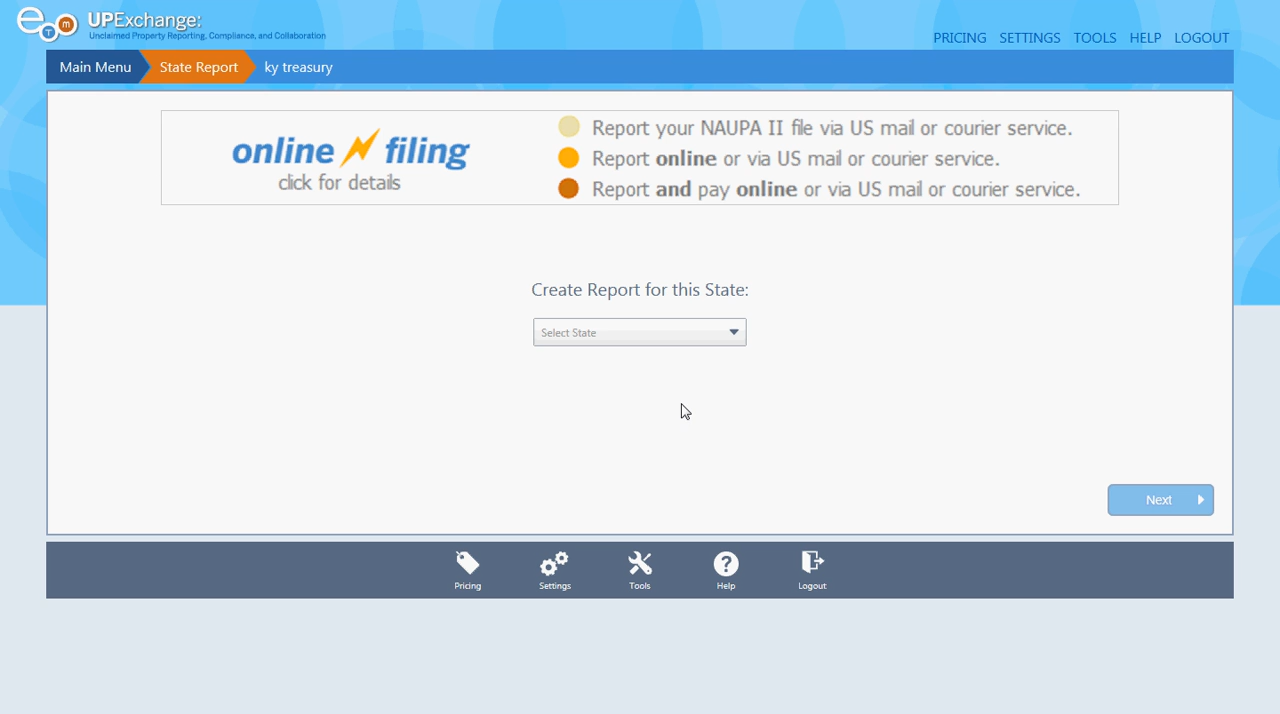 eTm
UPExchange:
Unclaimed Property Reporting, Compliance, and Collaboration
PRICING SETTINGS TOOLS HELP LOGOUT
Main Menu State Report ky treasury
online filing
click for details
Report your NAUPA II file via US mail or courier service.
Report online or via US mail or courier service.
Report and pay online or via US mail or courier service.
Create Report for this State:
Select State
Next
Pricing Settings Tools Help Logout